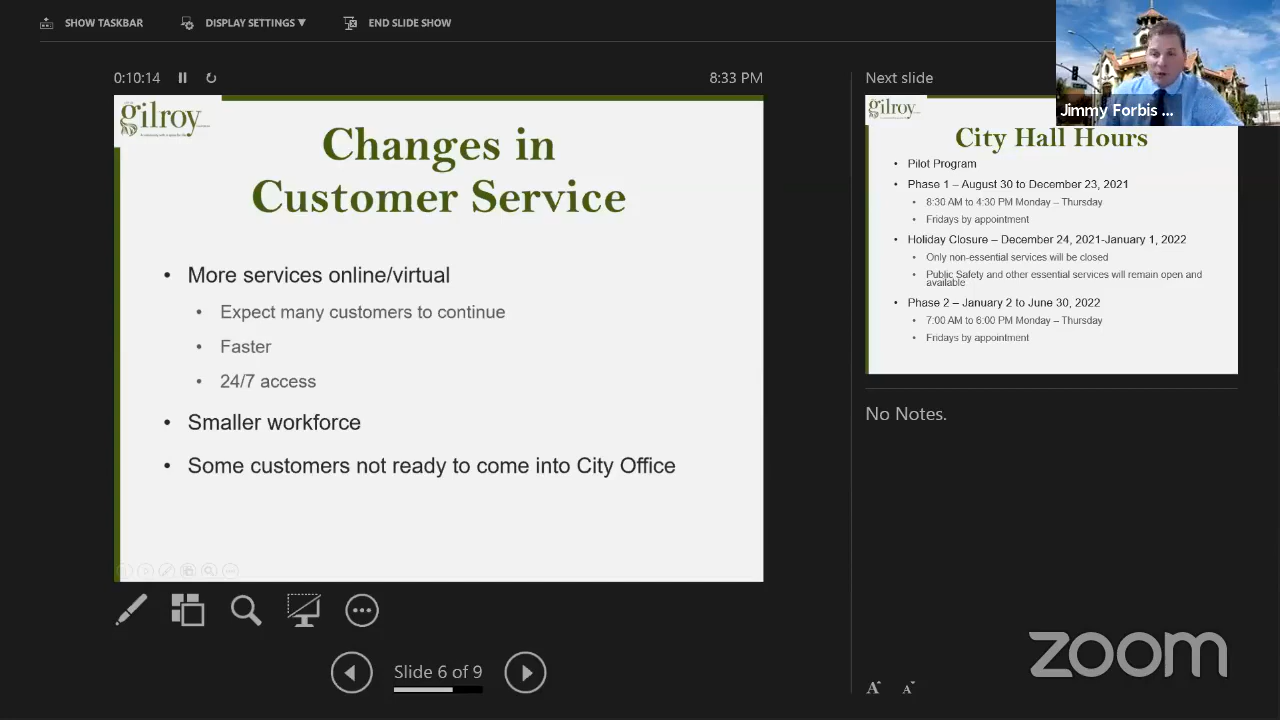 SHOW TASKBAR
DISPLAY SETTINGS ▼
END SLIDE SHOW
0:10:14
8:33 PM
gilroy
Changes in
Customer Service
• More services online/virtual
• Expect many customers to continue
• Faster
• 24/7 access
• Smaller workforce
• Some customers not ready to come into City Office
Slide 6 of 9
Next slide
Jimmy Forbis ...
gilroy
City Hall Hours
• Pilot Program
• Phase 1 – August 30 to December 23, 2021
• 8:30 AM to 4:30 PM Monday – Thursday
• Fridays by appointment
• Holiday Closure – December 24, 2021-January 1, 2022
• Only non-essential services will be closed
• Public Safety and other essential services will remain open and
available
• Phase 2 – January 2 to June 30, 2022
• 7:00 AM to 6:00 PM Monday – Thursday
• Fridays by appointment
No Notes.
A A
zoom